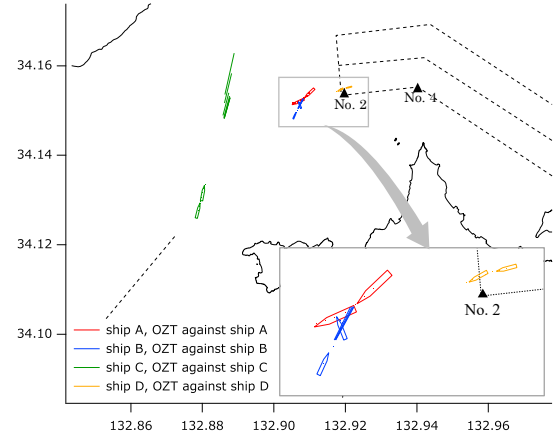 34.16
34.14
34.12
34.10
No. 2
No. 4
No. 2
ship A, OZT against ship A
ship B, OZT against ship B
ship C, OZT against ship C
ship D, OZT against ship D
132.86
132.88
132.90
132.92
132.94
132.96